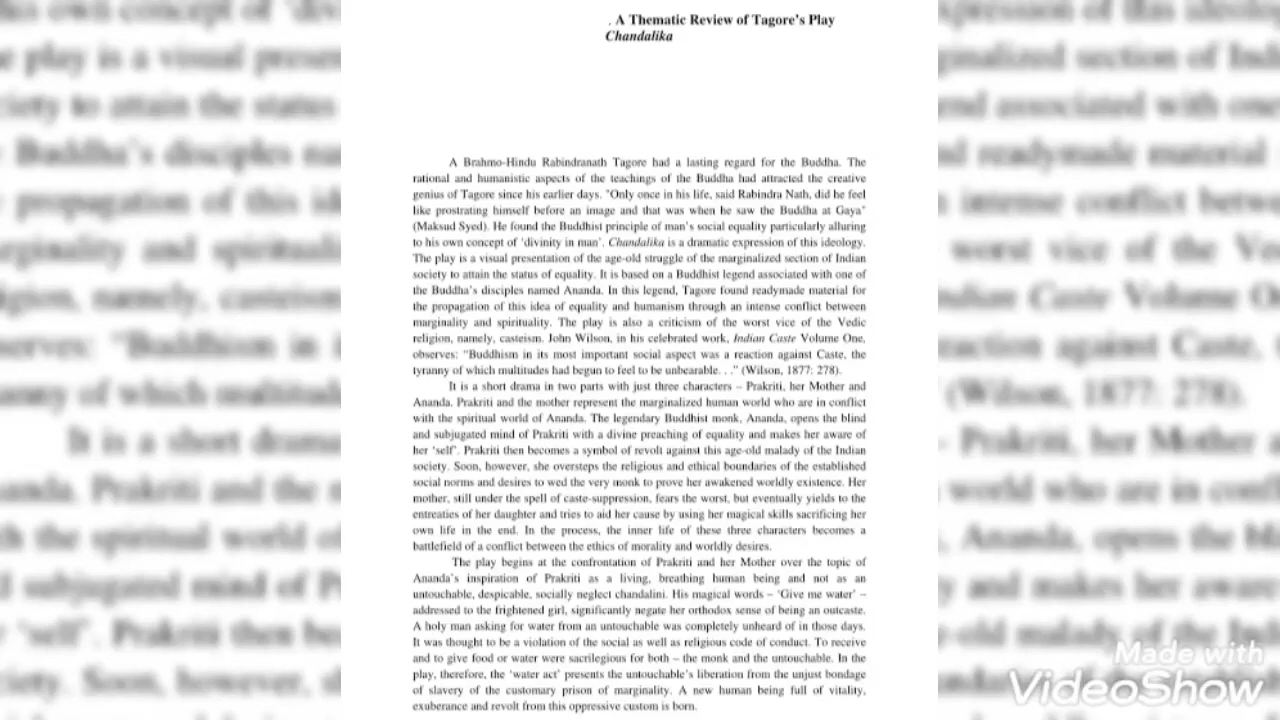 . A Thematic Review of Tagore's Play
Chandalika
A Brahmo-Hindu Rabindranath Tagore had a lasting regard for the Buddha. The
rational and humanistic aspects of the teachings of the Buddha had attracted the creative
genius of Tagore since his earlier days. "Only once in his life, said Rabindra Nath, did he feel
like prostrating himself before an image and that was when he saw the Buddha at Gaya"
(Maksud Syed). He found the Buddhist principle of man's social equality particularly alluring
to his own concept of 'divinity in man'. Chandalika is a dramatic expression of this ideology.
The play is a visual presentation of the age-old struggle of the marginalized section of Indian
society to attain the status of equality. It is based on a Buddhist legend associated with one of
the Buddha's disciples named Ananda. In this legend, Tagore found readymade material for
the propagation of this idea of equality and humanism through an intense conflict between
marginality and spirituality. The play is also a criticism of the worst vice of the Vedic
religion, namely, casteism. John Wilson, in his celebrated work, Indian Caste Volume One,
observes: "Buddhism in its most important social aspect was a reaction against Caste, the
tyranny of which multitudes had begun to feel to be unbearable. . ." (Wilson, 1877: 278).
It is a short drama in two parts with just three characters – Prakriti, her Mother and
Ananda. Prakriti and the mother represent the marginalized human world who are in conflict
with the spiritual world of Ananda. The legendary Buddhist monk, Ananda, opens the blind
and subjugated mind of Prakriti with a divine preaching of equality and makes her aware of
her 'self'. Prakriti then becomes a symbol of revolt against this age-old malady of the Indian
society. Soon, however, she oversteps the religious and ethical boundaries of the established
social norms and desires to wed the very monk to prove her awakened worldly existence. Her
mother, still under the spell of caste-suppression, fears the worst, but eventually yields to the
entreaties of her daughter and tries to aid her cause by using her magical skills sacrificing her
own life in the end. In the process, the inner life of these three characters becomes a
battlefield of a conflict between the ethics of morality and worldly desires.
The play begins at the confrontation of Prakriti and her Mother over the topic of
Ananda's inspiration of Prakriti as a living, breathing human being and not as an
untouchable, despicable, socially neglect chandalini. His magical words – 'Give me water' –
addressed to the frightened girl, significantly negate her orthodox sense of being an outcaste.
A holy man asking for water from an untouchable was completely unheard of in those days.
It was thought to be a violation of the social as well as religious code of conduct. To receive
and to give food or water were sacrilegious for both – the monk and the untouchable. In the
play, therefore, the 'water act' presents the untouchable's liberation from the unjust bondage
of slavery of the customary prison of marginality. A new human being full of vitality,
exuberance and revolt from this oppressive custom is born.
Made with
VideoShow